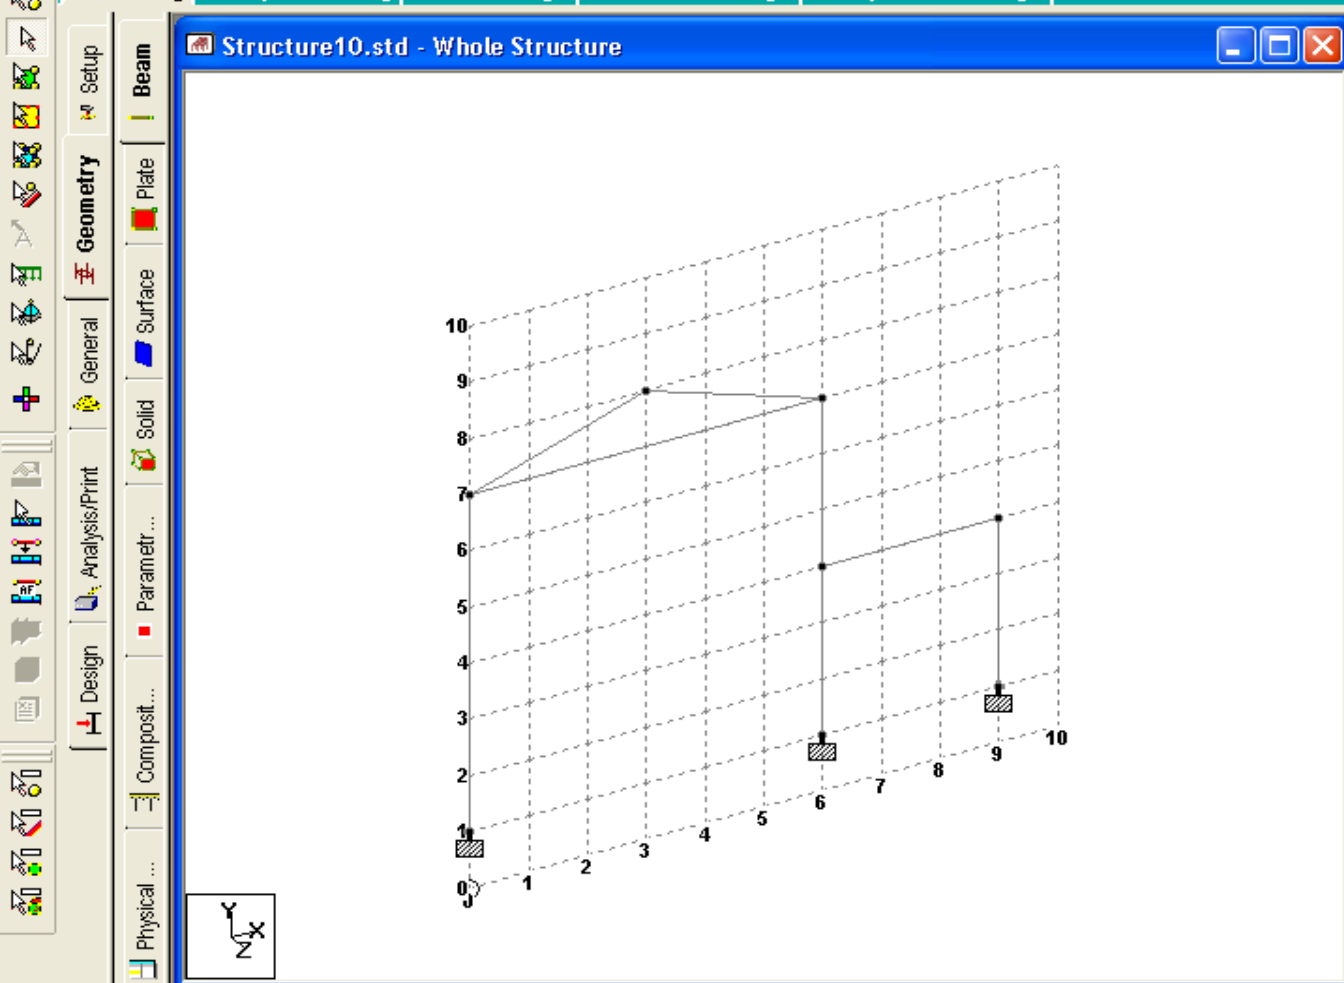 Structure10.std - Whole Structure
Setup
Geometry
General
Analysis/Print
Design
Beam
Plate
Surface
Solid
Parametr...
Composit...
Physical ...
A
AF
10
9
8
7
6
5
4
3
2
1
0
1
2
3
4
5
6
7
8
9
10
Y
X
Z